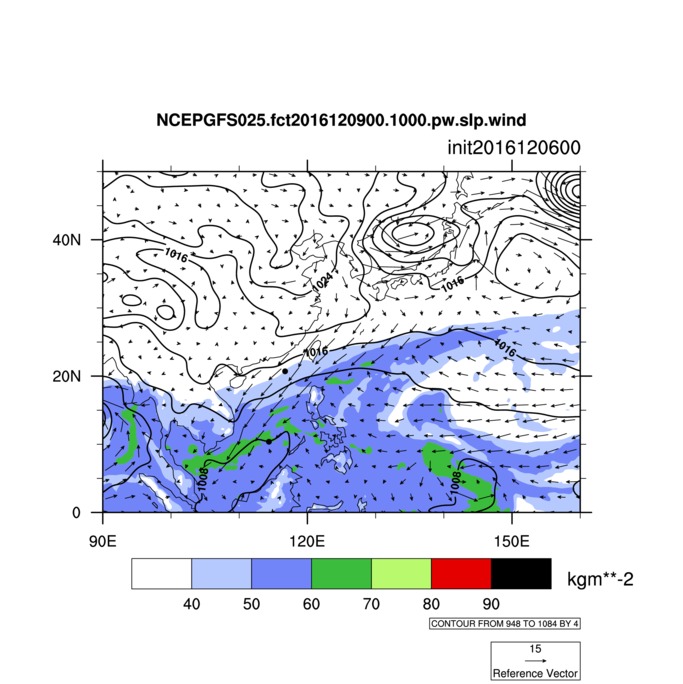 NCEPGFS025.fct2016120900.1000.pw.slp.wind
init2016120600
40N
1016
1024
1016
1016
1016
20N
1008
1008
0
90E 120E 150E
kgm**-2
40 50 60 70 80 90
CONTOUR FROM 948 TO 1084 BY 4
15
Reference Vector